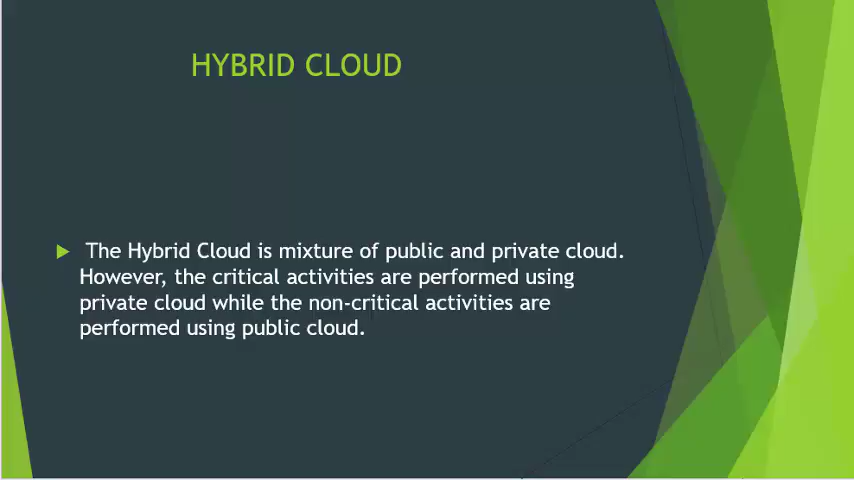 HYBRID CLOUD
The Hybrid Cloud is mixture of public and private cloud.
However, the critical activities are performed using
private cloud while the non-critical activities are
performed using public cloud.